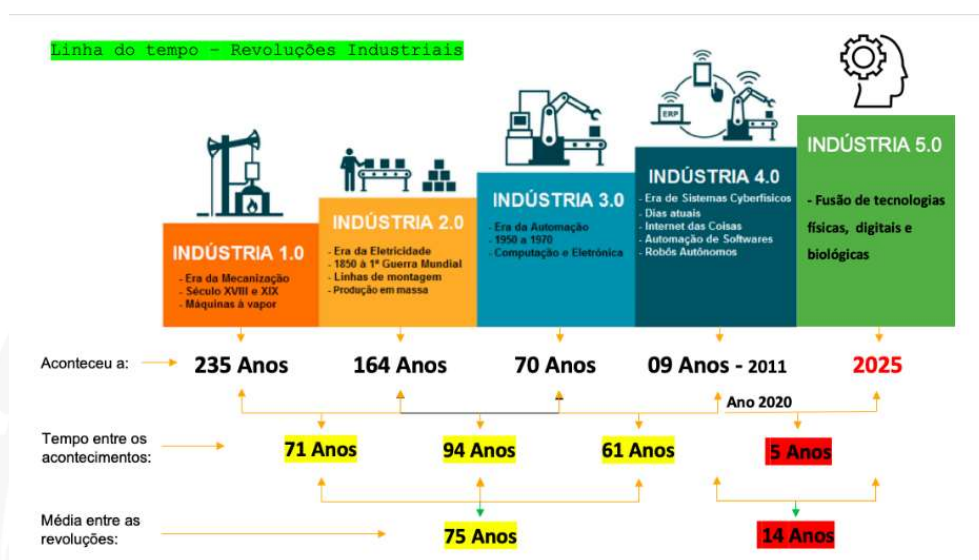 Linha do tempo – Revoluções Industriais
INDÚSTRIA 1.0
- Era da Mecanização
- Século XVIII e XIX
- Máquinas à vapor
INDÚSTRIA 2.0
- Era da Eletricidade
- 1850 à 1ª Guerra Mundial
- Linhas de montagem
- Produção em massa
INDÚSTRIA 3.0
- Era da Automação
- 1950 a 1970
- Computação e Eletrônica
ERP
INDÚSTRIA 4.0
- Era de Sistemas Cyberfísicos
- Dias atuais
- Internet das Coisas
- Automação de Softwares
- Robôs Autônomos
INDÚSTRIA 5.0
- Fusão de tecnologias
físicas, digitais e
biológicas
Aconteceu a:
235 Anos
164 Anos
70 Anos
09 Anos - 2011
2025
Ano 2020
Tempo entre os
acontecimentos:
71 Anos
94 Anos
61 Anos
5 Anos
Média entre as
revoluções:
75 Anos
14 Anos